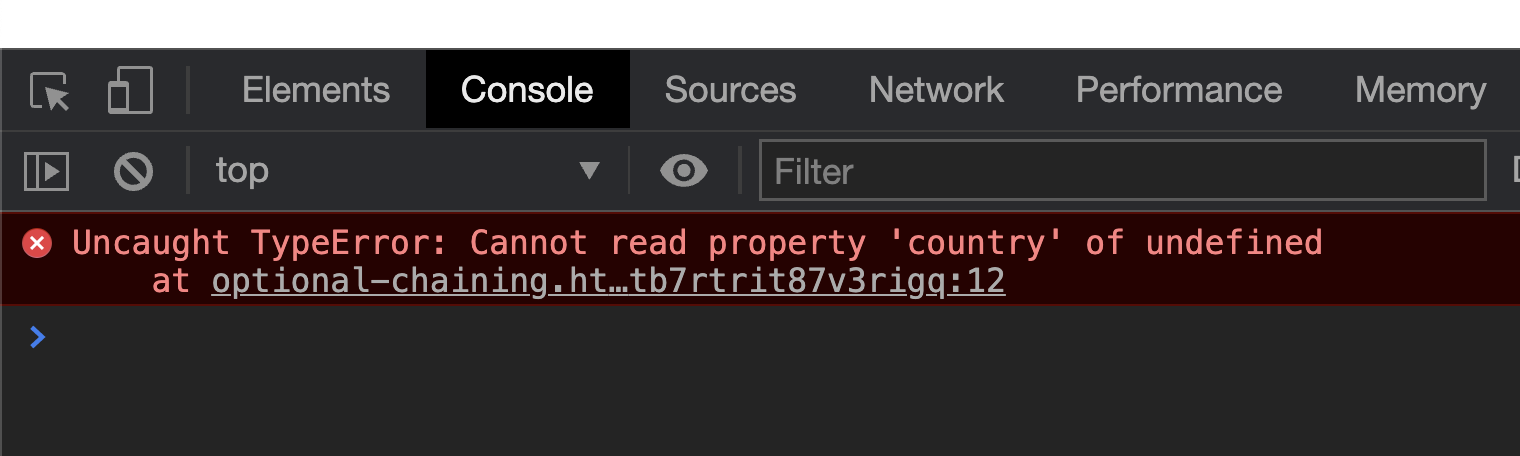 Elements Console Sources Network Performance Memory
top Filter
Uncaught TypeError: Cannot read property 'country' of undefined
at optional-chaining.ht…tb7rtrit87v3rigq:12